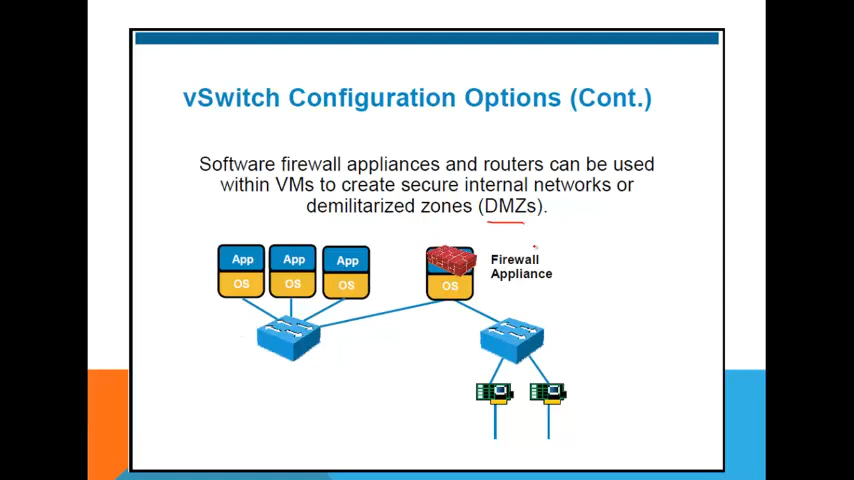 vSwitch Configuration Options (Cont.)
Software firewall appliances and routers can be used
within VMs to create secure internal networks or
demilitarized zones (DMZs).
App App App
OS OS OS
OS
Firewall
Appliance